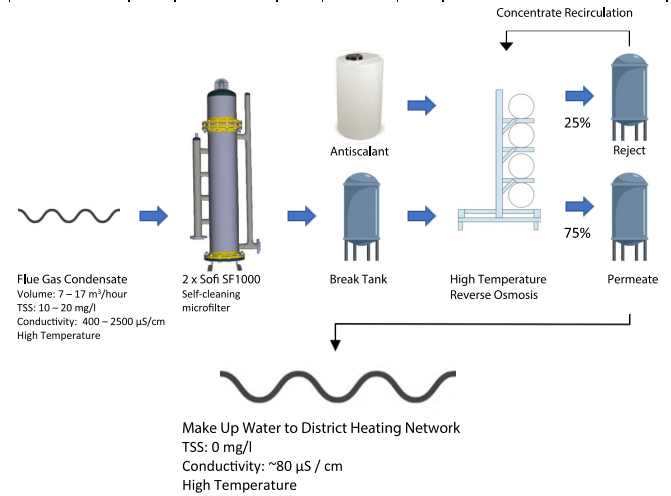 Concentrate Recirculation
Antiscalant
25%
Reject
75%
Flue Gas Condensate
Volume: 7 – 17 m³/hour
TSS: 10 – 20 mg/l
Conductivity: 400 – 2500 µS/cm
High Temperature
2 x Sofi SF1000
Self-cleaning
microfilter
Break Tank
High Temperature
Reverse Osmosis
Permeate
Make Up Water to District Heating Network
TSS: 0 mg/l
Conductivity: ~80 µS / cm
High Temperature